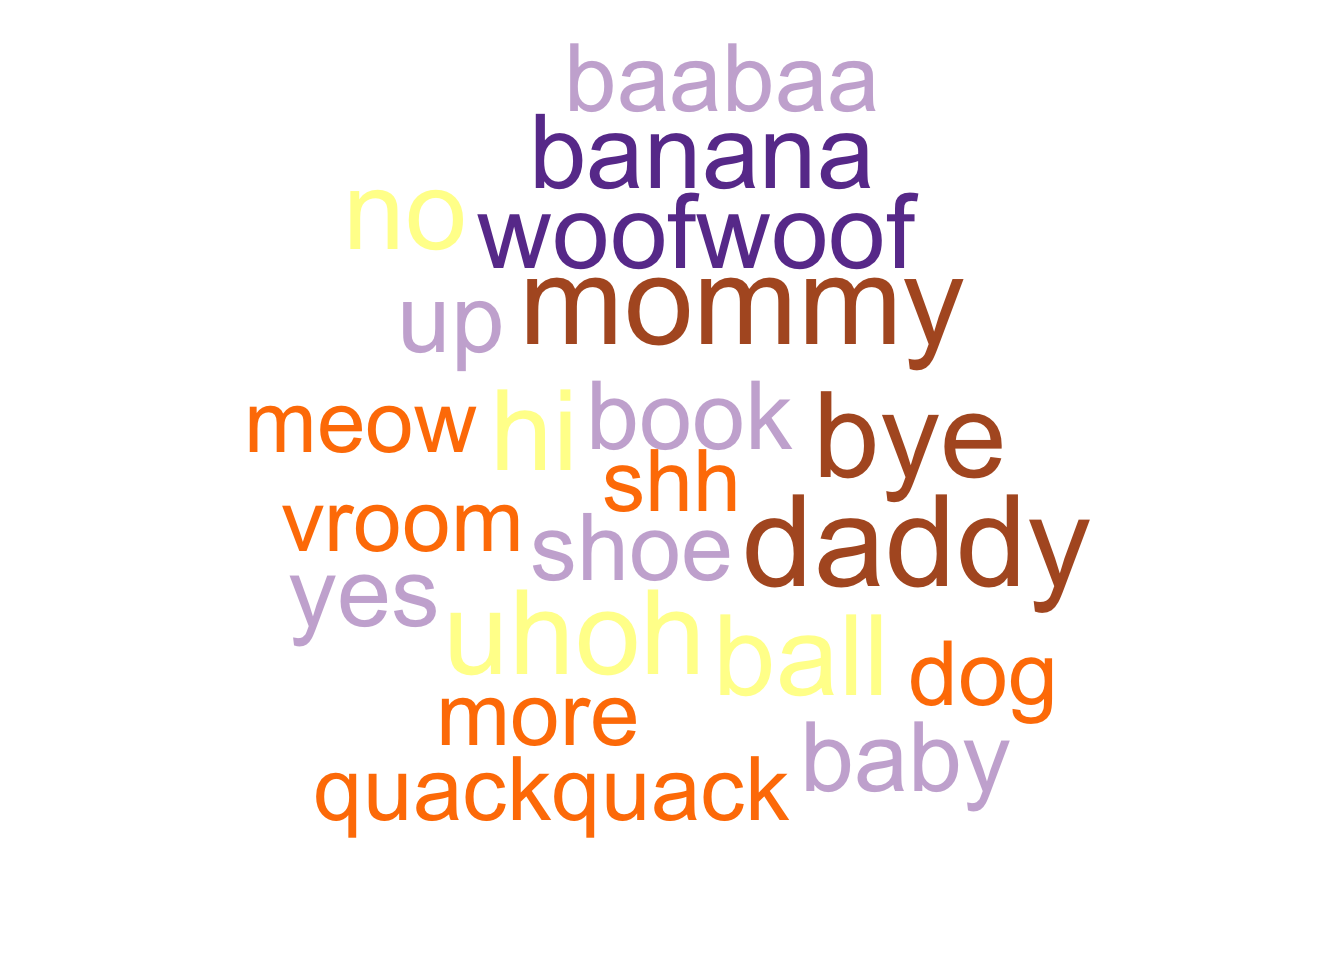 baabaa
banana
no
woofwoof
up
mommy
meow
hi
book
bye
shh
vroom
shoe
daddy
yes
uhoh
ball
dog
more
baby
quackquack